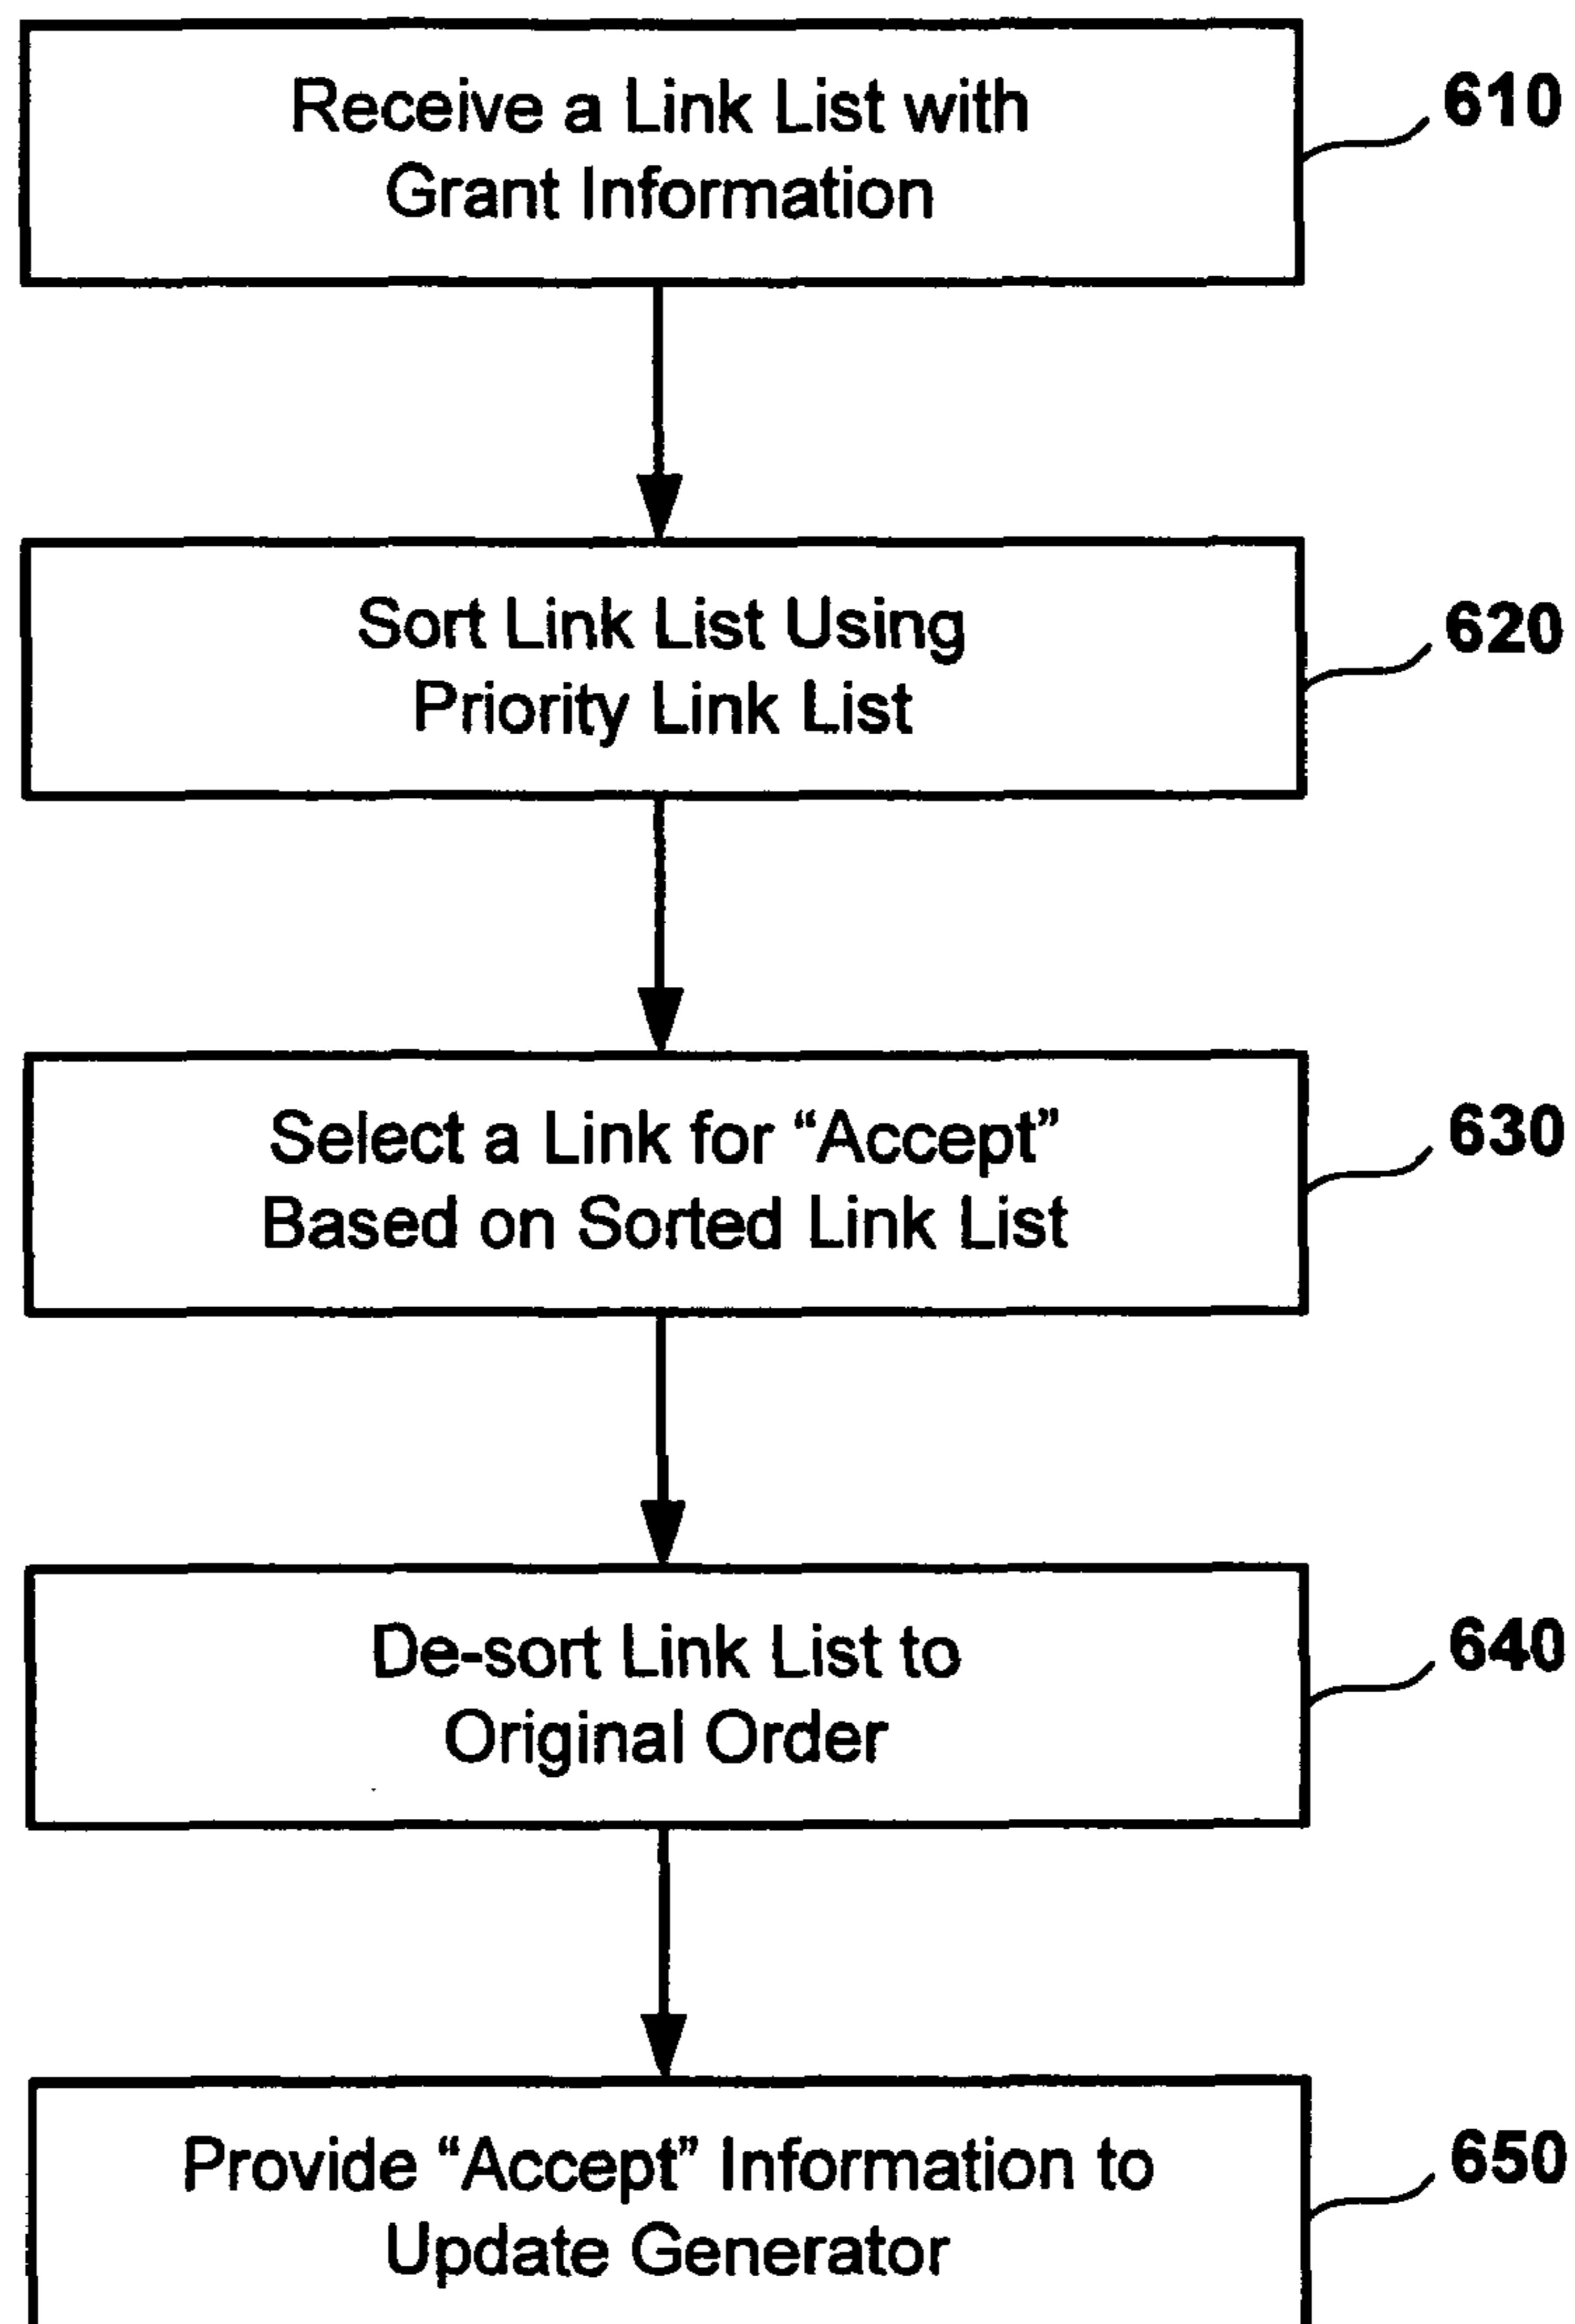 Receive a Link List with
Grant Information
610
Sort Link List Using
Priority Link List
620
Select a Link for “Accept”
Based on Sorted Link List
630
De-sort Link List to
Original Order
640
Provide “Accept” Information to
Update Generator
650